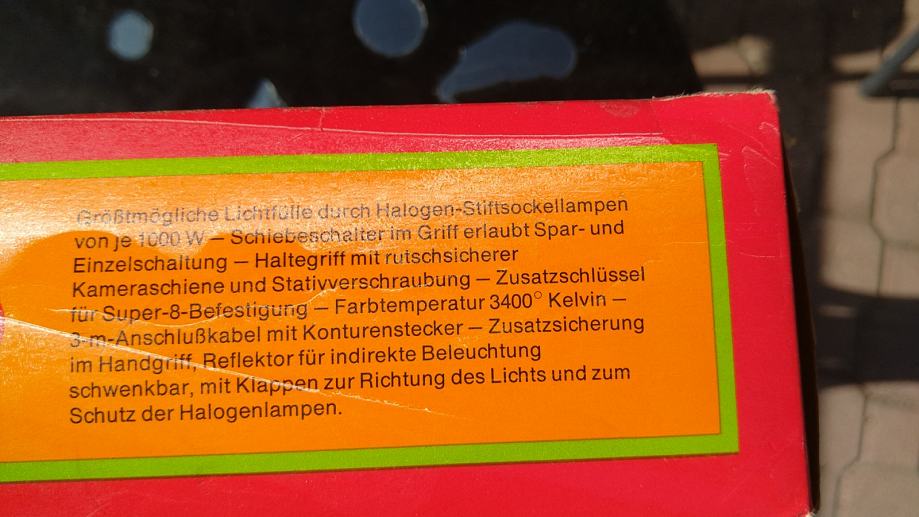 Größtmögliche Lichtfülle durch Halogen-Stiftsockellampen
von je 1000 W — Schiebeschalter im Griff erlaubt Spar- und
Einzelschaltung — Haltegriff mit rutschsicherer
Kameraschiene und Stativverschraubung — Zusatzschlüssel
für Super-8-Befestigung — Farbtemperatur 3400° Kelvin —
3-m-Anschlußkabel mit Konturenstecker — Zusatzsicherung
im Handgriff, Reflektor für indirekte Beleuchtung
schwenkbar, mit Klappen zur Richtung des Lichts und zum
Schutz der Halogenlampen.